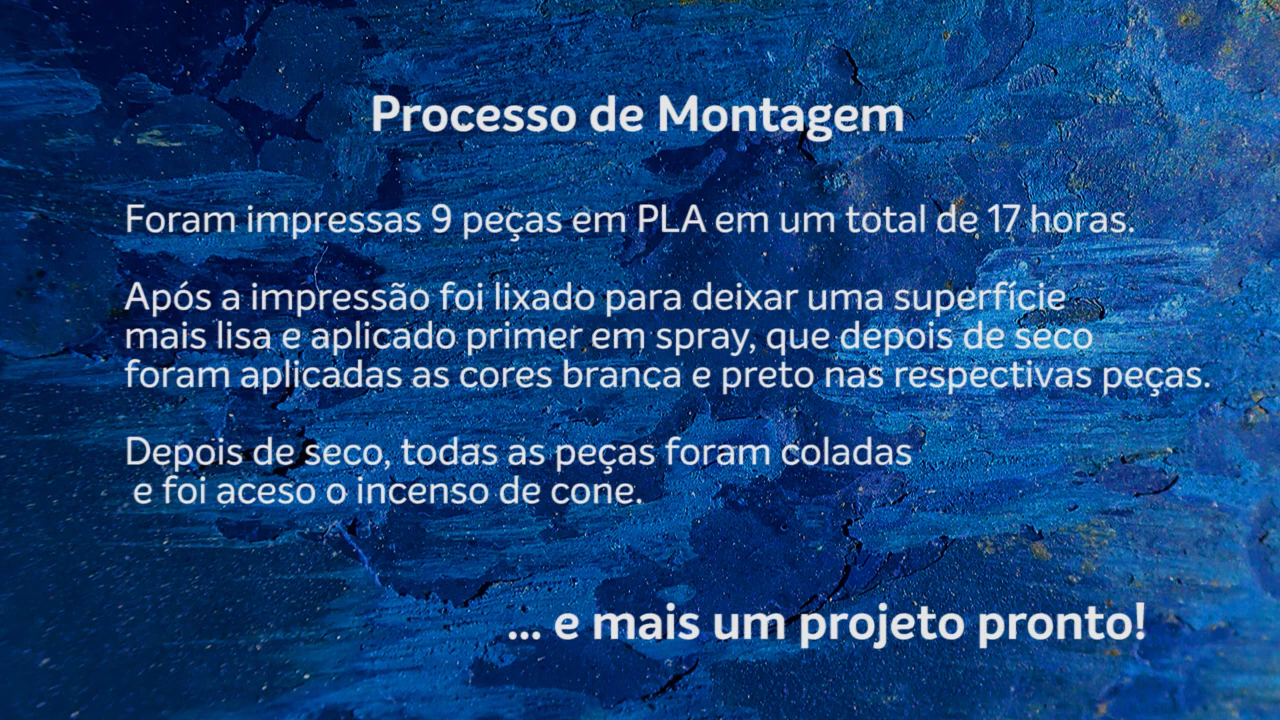 Processo de Montagem
Foram impressas 9 peças em PLA em um total de 17 horas.
Após a impressão foi lixado para deixar uma superfície
mais lisa e aplicado primer em spray, que depois de seco
foram aplicadas as cores branca e preto nas respectivas peças.
Depois de seco, todas as peças foram coladas
e foi aceso o incenso de cone.
... e mais um projeto pronto!